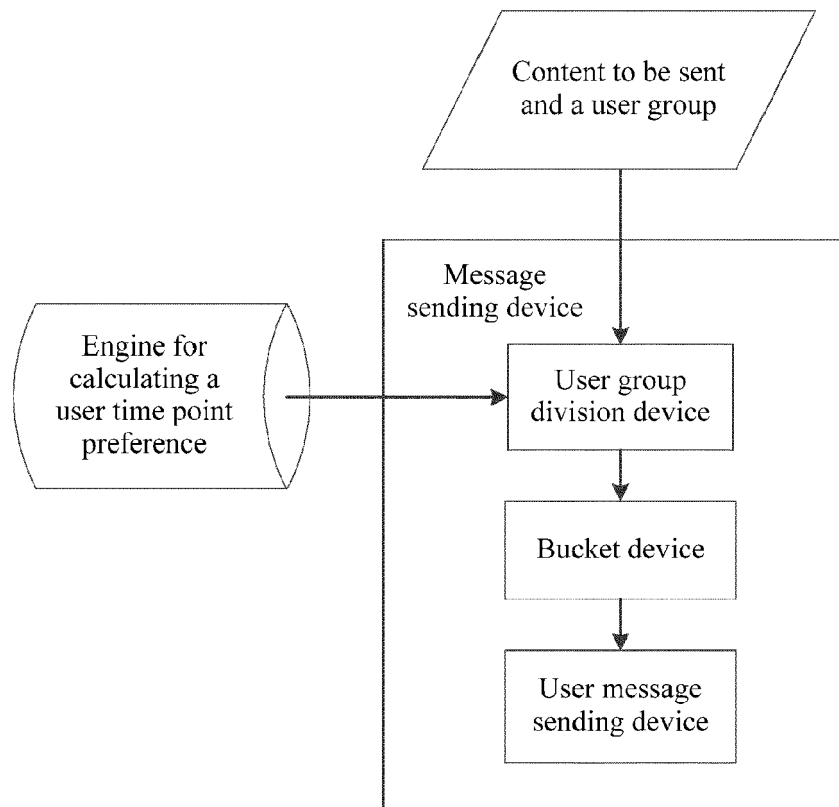 Content to be sent
and a user group
Message
sending device
Engine for
calculating a
user time point
preference
User group
division device
Bucket device
User message
sending device